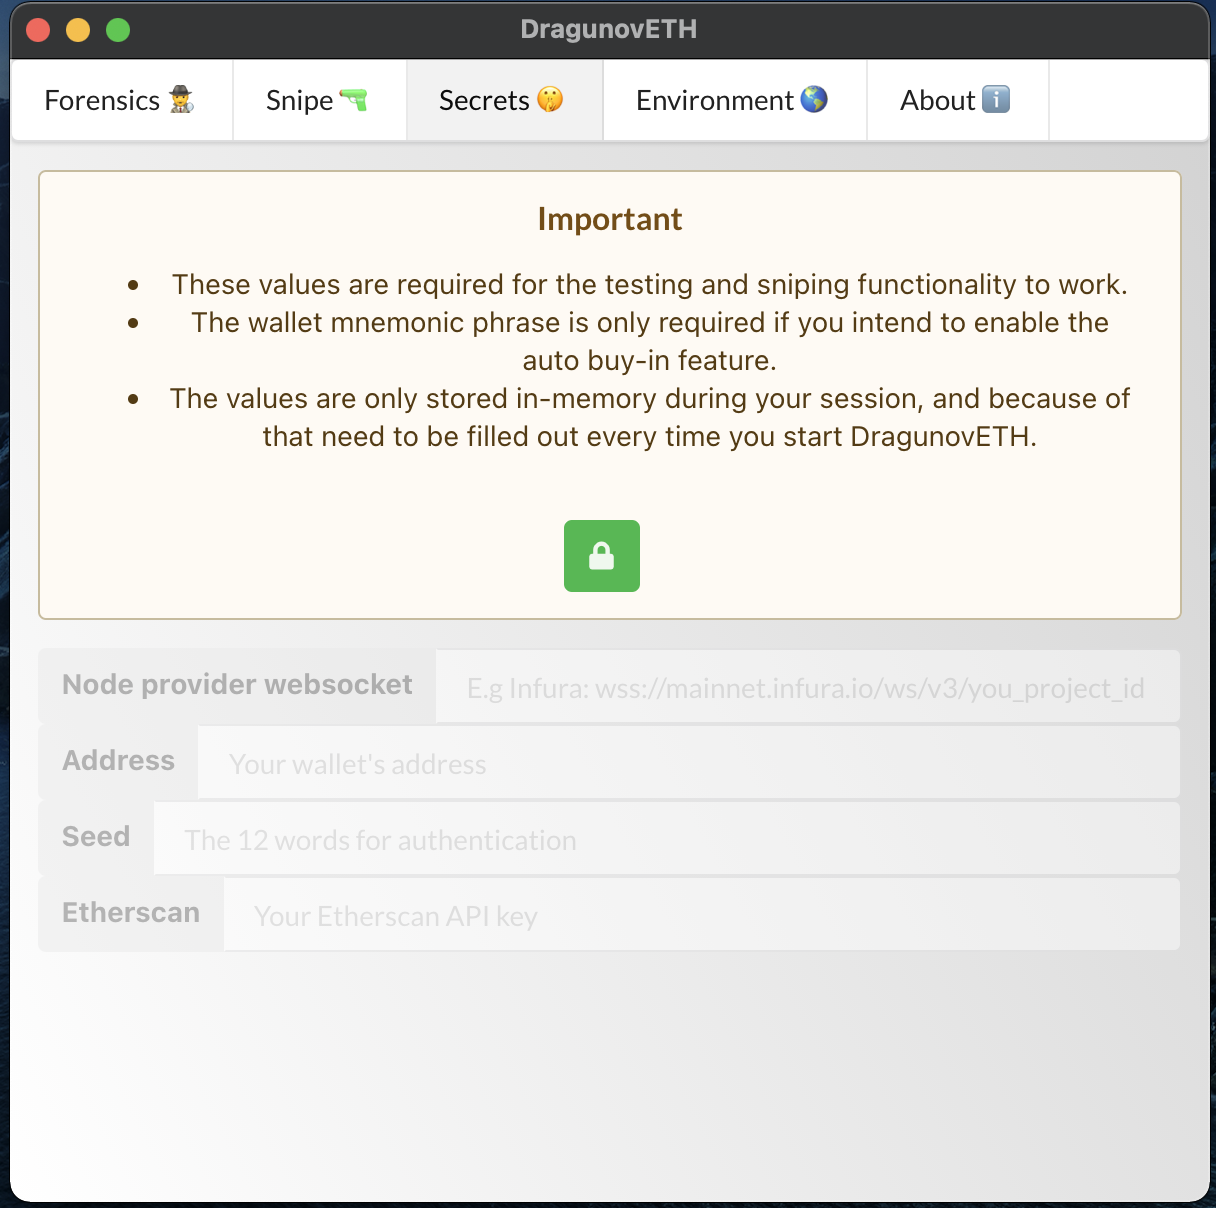 DragunovETH
Forensics 🕵️ Snipe 🔫 Secrets 🤫 Environment 🌎 About ℹ️
Important
• These values are required for the testing and sniping functionality to work.
• The wallet mnemonic phrase is only required if you intend to enable the
auto buy-in feature.
• The values are only stored in-memory during your session, and because of
that need to be filled out every time you start DragunovETH.
Node provider websocket E.g Infura: wss://mainnet.infura.io/ws/v3/you_project_id
Address Your wallet's address
Seed The 12 words for authentication
Etherscan Your Etherscan API key